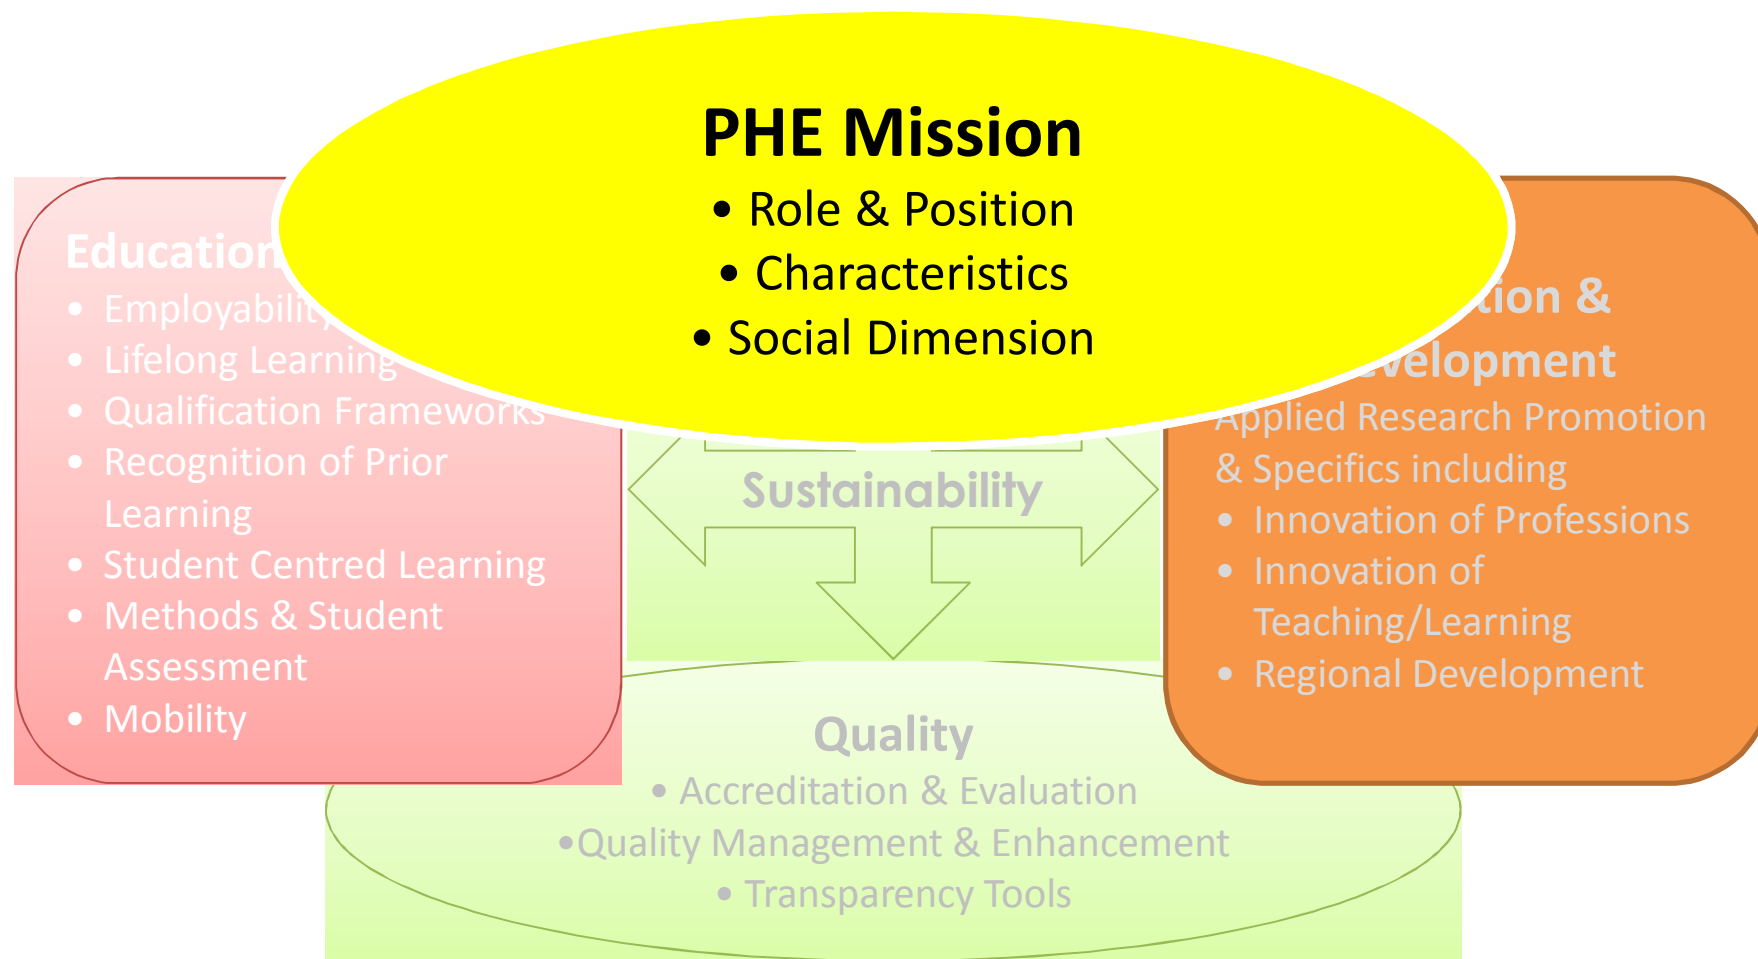 PHE Mission
• Role & Position
• Characteristics
• Social Dimension
Education
• Employability
• Lifelong Learning
• Qualification Frameworks
• Recognition of Prior
Learning
• Student Centred Learning
• Methods & Student
Assessment
• Mobility
Sustainability
tion &
evelopment
Applied Research Promotion
& Specifics including
• Innovation of Professions
• Innovation of
Teaching/Learning
• Regional Development
Quality
• Accreditation & Evaluation
•Quality Management & Enhancement
• Transparency Tools